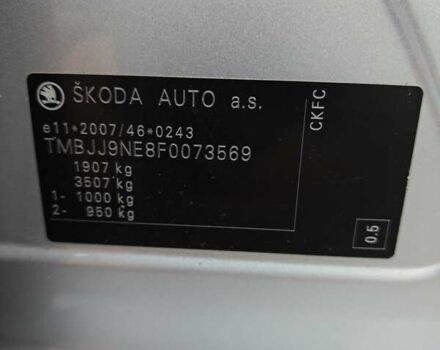 ŠKODA AUTO a.s.
e11*2007/46*0243
TMBJJ9NE8F0073569
1907 kg
3507 kg
1- 1000 kg
2- 950 kg
CKFC
0.5